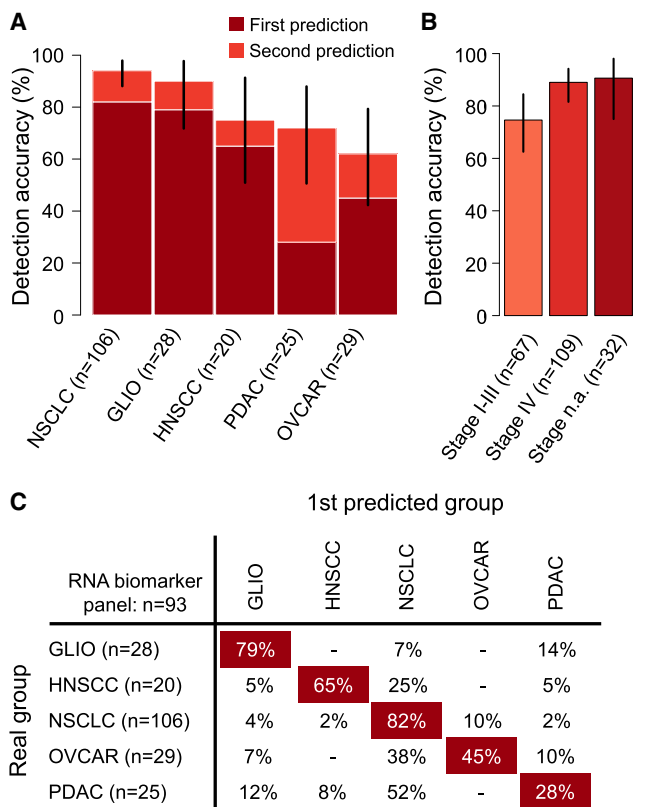 A
First prediction
Second prediction
Detection accuracy (%)
100
80
60
40
20
0
NSCLC (n=106)
GLIO (n=28)
HNSCC (n=20)
PDAC (n=25)
OVCAR (n=29)
B
Detection accuracy (%)
100
80
60
40
20
0
Stage I-III (n=67)
Stage IV (n=109)
Stage n.a. (n=32)
C
1st predicted group
RNA biomarker
panel: n=93
GLIO
HNSCC
NSCLC
OVCAR
PDAC
Real group
GLIO (n=28) 79% - 7% - 14%
HNSCC (n=20) 5% 65% 25% - 5%
NSCLC (n=106) 4% 2% 82% 10% 2%
OVCAR (n=29) 7% - 38% 45% 10%
PDAC (n=25) 12% 8% 52% - 28%